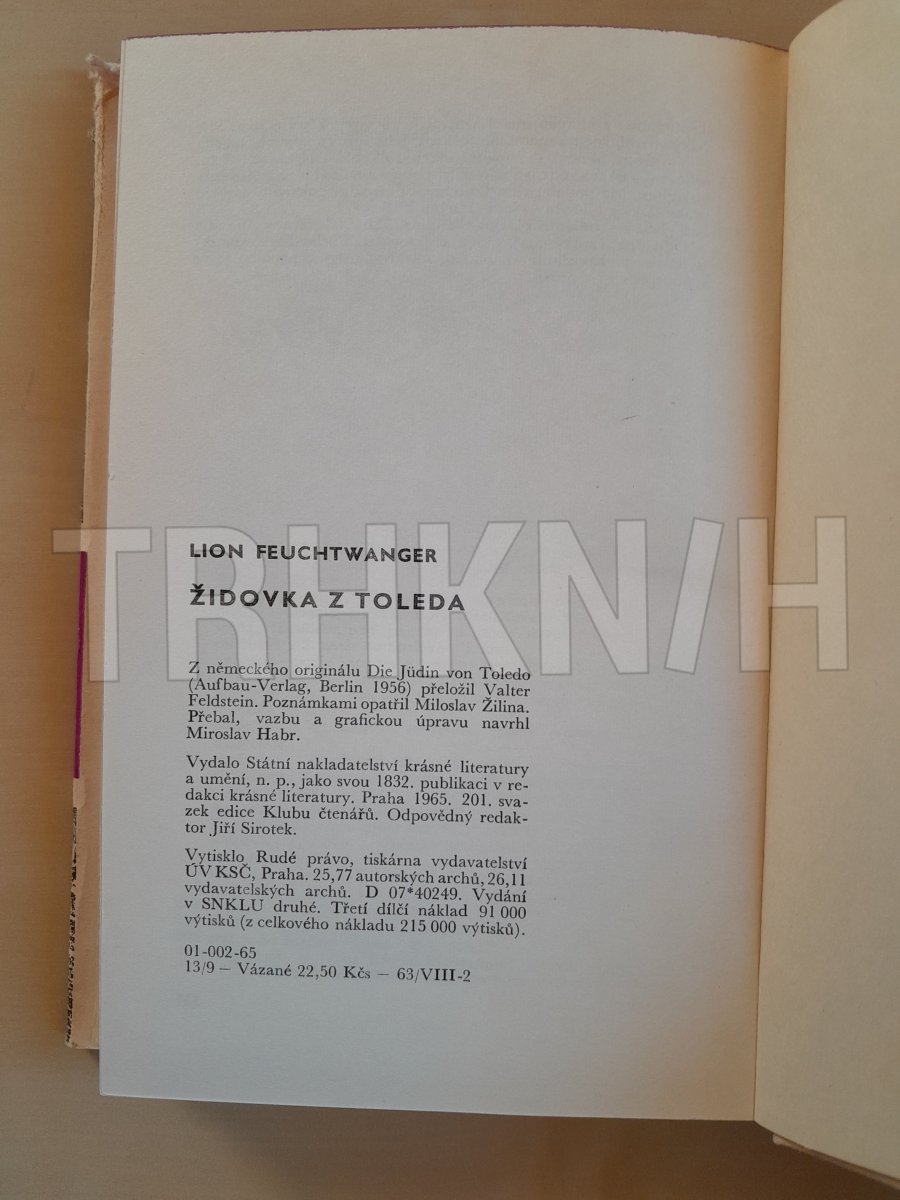 LION FEUCHTWANGER
ŽIDOVKA Z TOLEDA
Z německého originálu Die Jüdin von Toledo
(Aufbau-Verlag, Berlin 1956) přeložil Valter
Feldstein. Poznámkami opatřil Miloslav Žilina.
Přebal, vazbu a grafickou úpravu navrhl
Miroslav Habr.
Vydalo Státní nakladatelství krásné literatury
a umění, n. p., jako svou 1832. publikaci v re-
dakci krásné literatury. Praha 1965. 201. sva-
zek edice Klubu čtenářů. Odpovědný redak-
tor Jiří Sirotek.
Vytisklo Rudé právo, tiskárna vydavatelství
ÚV KSČ, Praha. 25,77 autorských archů, 26,11
vydavatelských archů. D 07*40249. Vydání
v SNKLU druhé. Třetí dílčí náklad 91 000
výtisků (z celkového nákladu 215 000 výtisků).
01-002-65
13/9 — Vázané 22,50 Kčs — 63/VIII-2
TRHKN/H